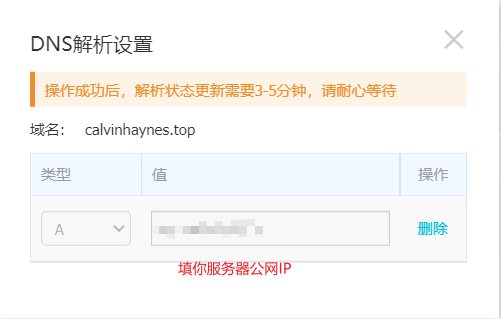 DNS解析设置
操作成功后，解析状态更新需要3-5分钟，请耐心等待
域名： calvinhaynes.top
类型 值 操作
A 删除
填你服务器公网IP